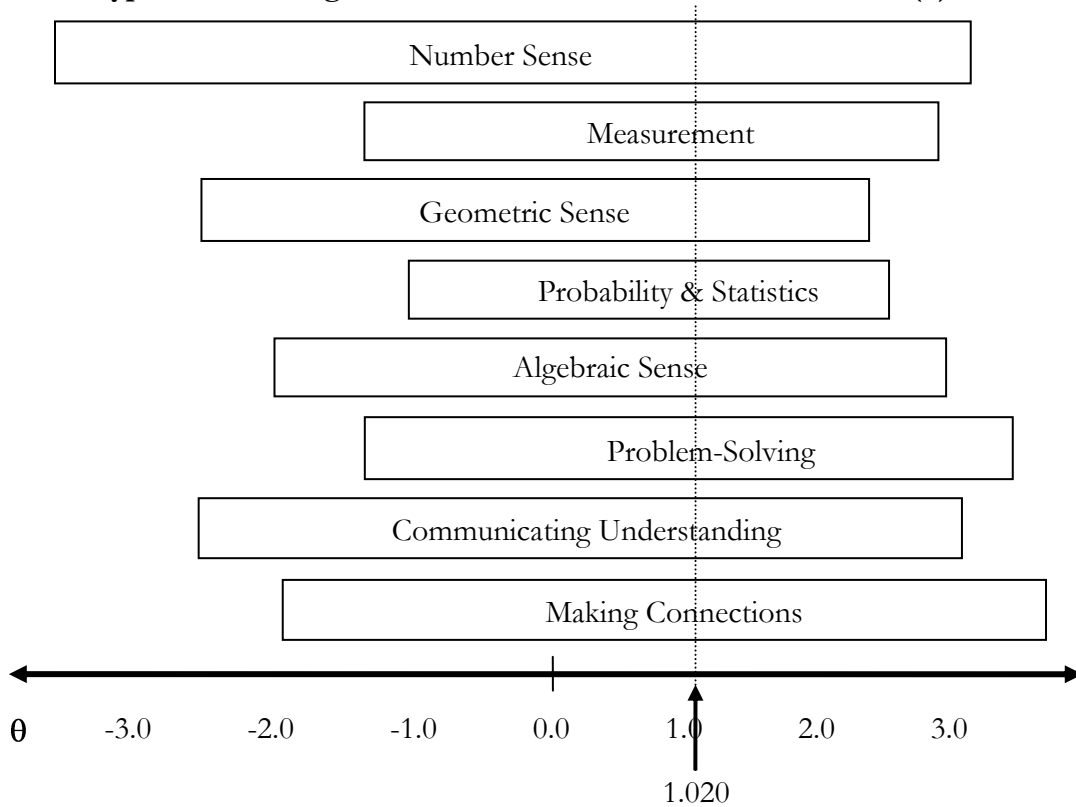 Number Sense
Measurement
Geometric Sense
Probability & Statistics
Algebraic Sense
Problem-Solving
Communicating Understanding
Making Connections
θ -3.0 -2.0 -1.0 0.0 1.0 2.0 3.0
1.020